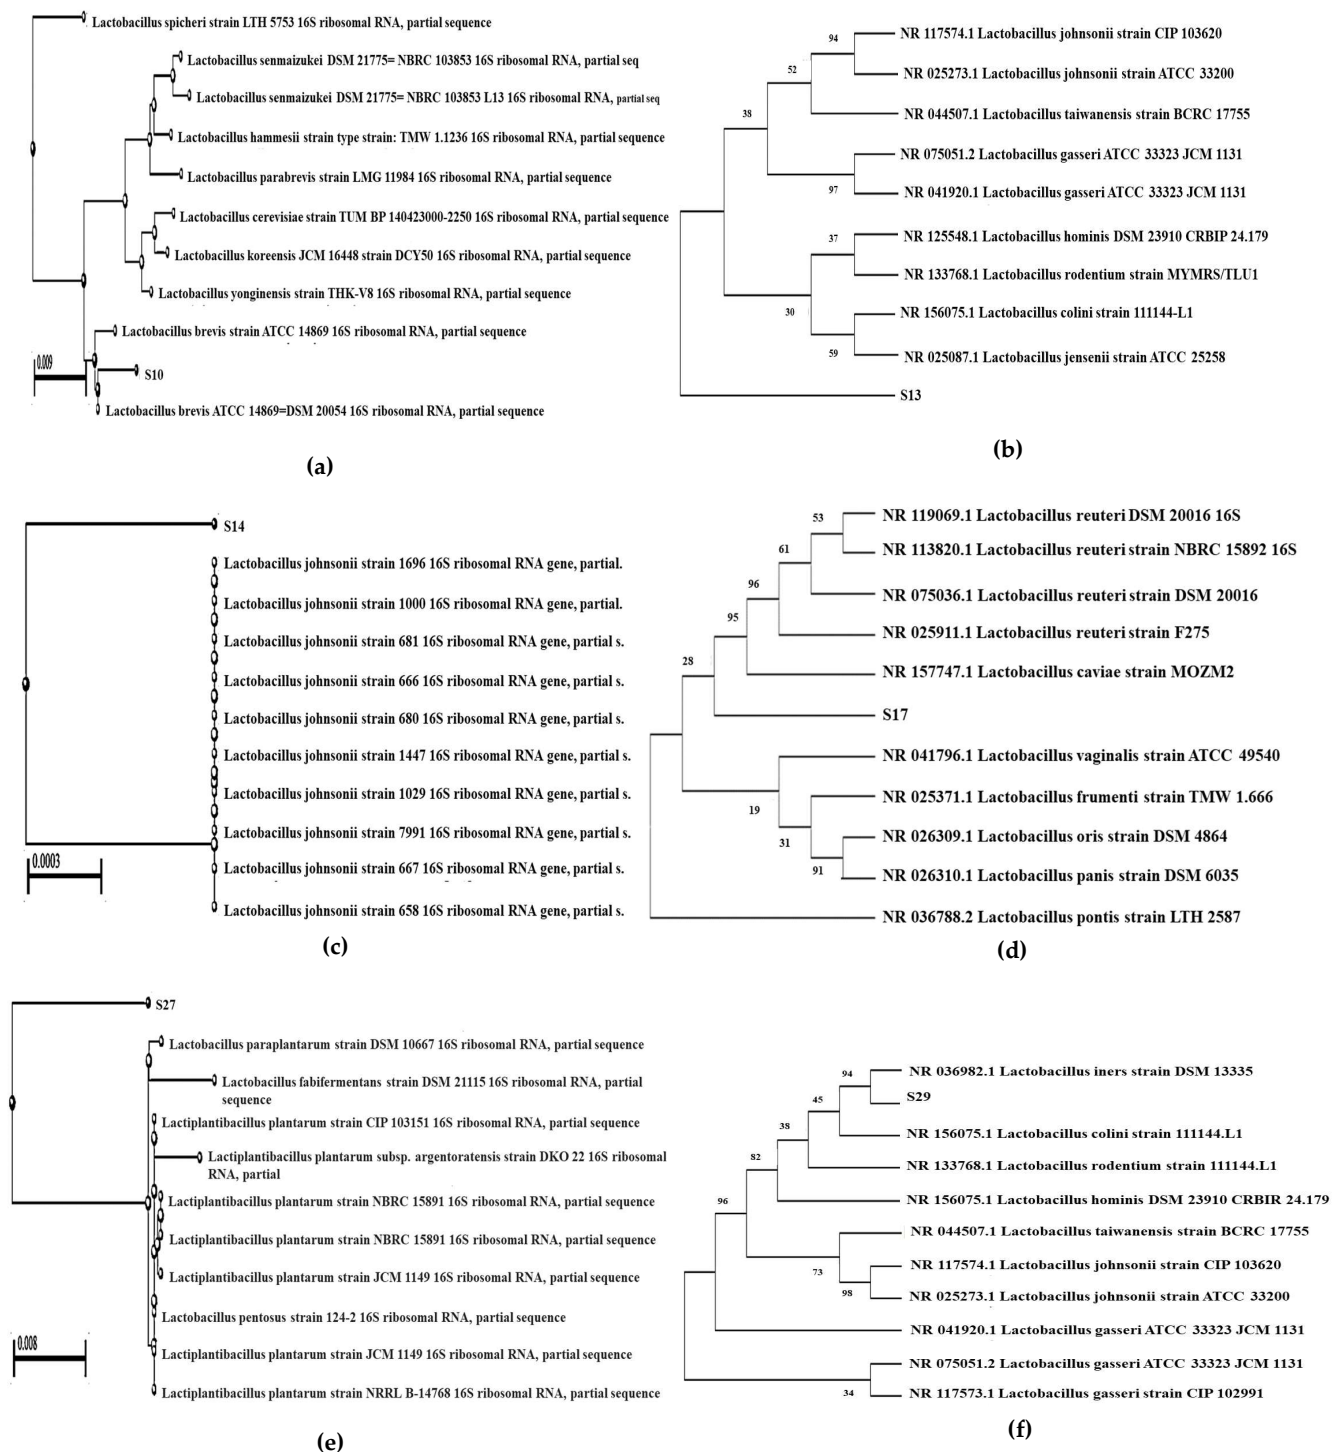 Lactobacillus spicheri strain LTH 5753 16S ribosomal RNA, partial sequence
Lactobacillus senmaizukei DSM 21775= NBRC 103853 16S ribosomal RNA, partial seq
Lactobacillus senmaizukei DSM 21775= NBRC 103853 L13 16S ribosomal RNA, partial seq
Lactobacillus hammesii strain type strain: TMW 1.1236 16S ribosomal RNA, partial sequence
Lactobacillus parabrevis strain LMG 11984 16S ribosomal RNA, partial sequence
Lactobacillus cerevisiae strain TUM BP 140423000-2250 16S ribosomal RNA, partial sequence
Lactobacillus koreensis JCM 16448 strain DCY50 16S ribosomal RNA, partial sequence
Lactobacillus yonginensis strain THK-V8 16S ribosomal RNA, partial sequence
Lactobacillus brevis strain ATCC 14869 16S ribosomal RNA, partial sequence
0.009
S10
Lactobacillus brevis ATCC 14869=DSM 20054 16S ribosomal RNA, partial sequence
(a)
94
NR 117574.1 Lactobacillus johnsonii strain CIP 103620
52
NR 025273.1 Lactobacillus johnsonii strain ATCC 33200
38
NR 044507.1 Lactobacillus taiwanensis strain BCRC 17755
NR 075051.2 Lactobacillus gasseri ATCC 33323 JCM 1131
97
NR 041920.1 Lactobacillus gasseri ATCC 33323 JCM 1131
37
NR 125548.1 Lactobacillus hominis DSM 23910 CRBIP 24.179
NR 133768.1 Lactobacillus rodentium strain MYMRS/TLU1
30
NR 156075.1 Lactobacillus colini strain 111144-L1
59
NR 025087.1 Lactobacillus jensenii strain ATCC 25258
S13
(b)
S14
Lactobacillus johnsonii strain 1696 16S ribosomal RNA gene, partial.
Lactobacillus johnsonii strain 1000 16S ribosomal RNA gene, partial.
Lactobacillus johnsonii strain 681 16S ribosomal RNA gene, partial s.
Lactobacillus johnsonii strain 666 16S ribosomal RNA gene, partial s.
Lactobacillus johnsonii strain 680 16S ribosomal RNA gene, partial s.
Lactobacillus johnsonii strain 1447 16S ribosomal RNA gene, partial s.
Lactobacillus johnsonii strain 1029 16S ribosomal RNA gene, partial s.
Lactobacillus johnsonii strain 7991 16S ribosomal RNA gene, partial s.
0.0003
Lactobacillus johnsonii strain 667 16S ribosomal RNA gene, partial s.
Lactobacillus johnsonii strain 658 16S ribosomal RNA gene, partial s.
(c)
53
NR 119069.1 Lactobacillus reuteri DSM 20016 16S
61
NR 113820.1 Lactobacillus reuteri strain NBRC 15892 16S
96
NR 075036.1 Lactobacillus reuteri strain DSM 20016
95
NR 025911.1 Lactobacillus reuteri strain F275
28
NR 157747.1 Lactobacillus caviae strain MOZM2
S17
NR 041796.1 Lactobacillus vaginalis strain ATCC 49540
19
NR 025371.1 Lactobacillus frumenti strain TMW 1.666
31
NR 026309.1 Lactobacillus oris strain DSM 4864
91
NR 026310.1 Lactobacillus panis strain DSM 6035
NR 036788.2 Lactobacillus pontis strain LTH 2587
(d)
S27
Lactobacillus paraplantarum strain DSM 10667 16S ribosomal RNA, partial sequence
Lactobacillus fabifermentans strain DSM 21115 16S ribosomal RNA, partial
sequence
Lactiplantibacillus plantarum strain CIP 103151 16S ribosomal RNA, partial sequence
Lactiplantibacillus plantarum subsp. argentoratensis strain DKO 22 16S ribosomal
RNA, partial
Lactiplantibacillus plantarum strain NBRC 15891 16S ribosomal RNA, partial sequence
Lactiplantibacillus plantarum strain NBRC 15891 16S ribosomal RNA, partial sequence
Lactiplantibacillus plantarum strain JCM 1149 16S ribosomal RNA, partial sequence
Lactobacillus pentosus strain 124-2 16S ribosomal RNA, partial sequence
0.008
Lactiplantibacillus plantarum strain JCM 1149 16S ribosomal RNA, partial sequence
Lactiplantibacillus plantarum strain NRRL B-14768 16S ribosomal RNA, partial sequence
(e)
94
NR 036982.1 Lactobacillus iners strain DSM 13335
45
S29
38
NR 156075.1 Lactobacillus colini strain 111144.L1
82
NR 133768.1 Lactobacillus rodentium strain 111144.L1
96
NR 156075.1 Lactobacillus hominis DSM 23910 CRBIR 24.179
NR 044507.1 Lactobacillus taiwanensis strain BCRC 17755
73
NR 117574.1 Lactobacillus johnsonii strain CIP 103620
98
NR 025273.1 Lactobacillus johnsonii strain ATCC 33200
NR 041920.1 Lactobacillus gasseri ATCC 33323 JCM 1131
NR 075051.2 Lactobacillus gasseri ATCC 33323 JCM 1131
34
NR 117573.1 Lactobacillus gasseri strain CIP 102991
(f)